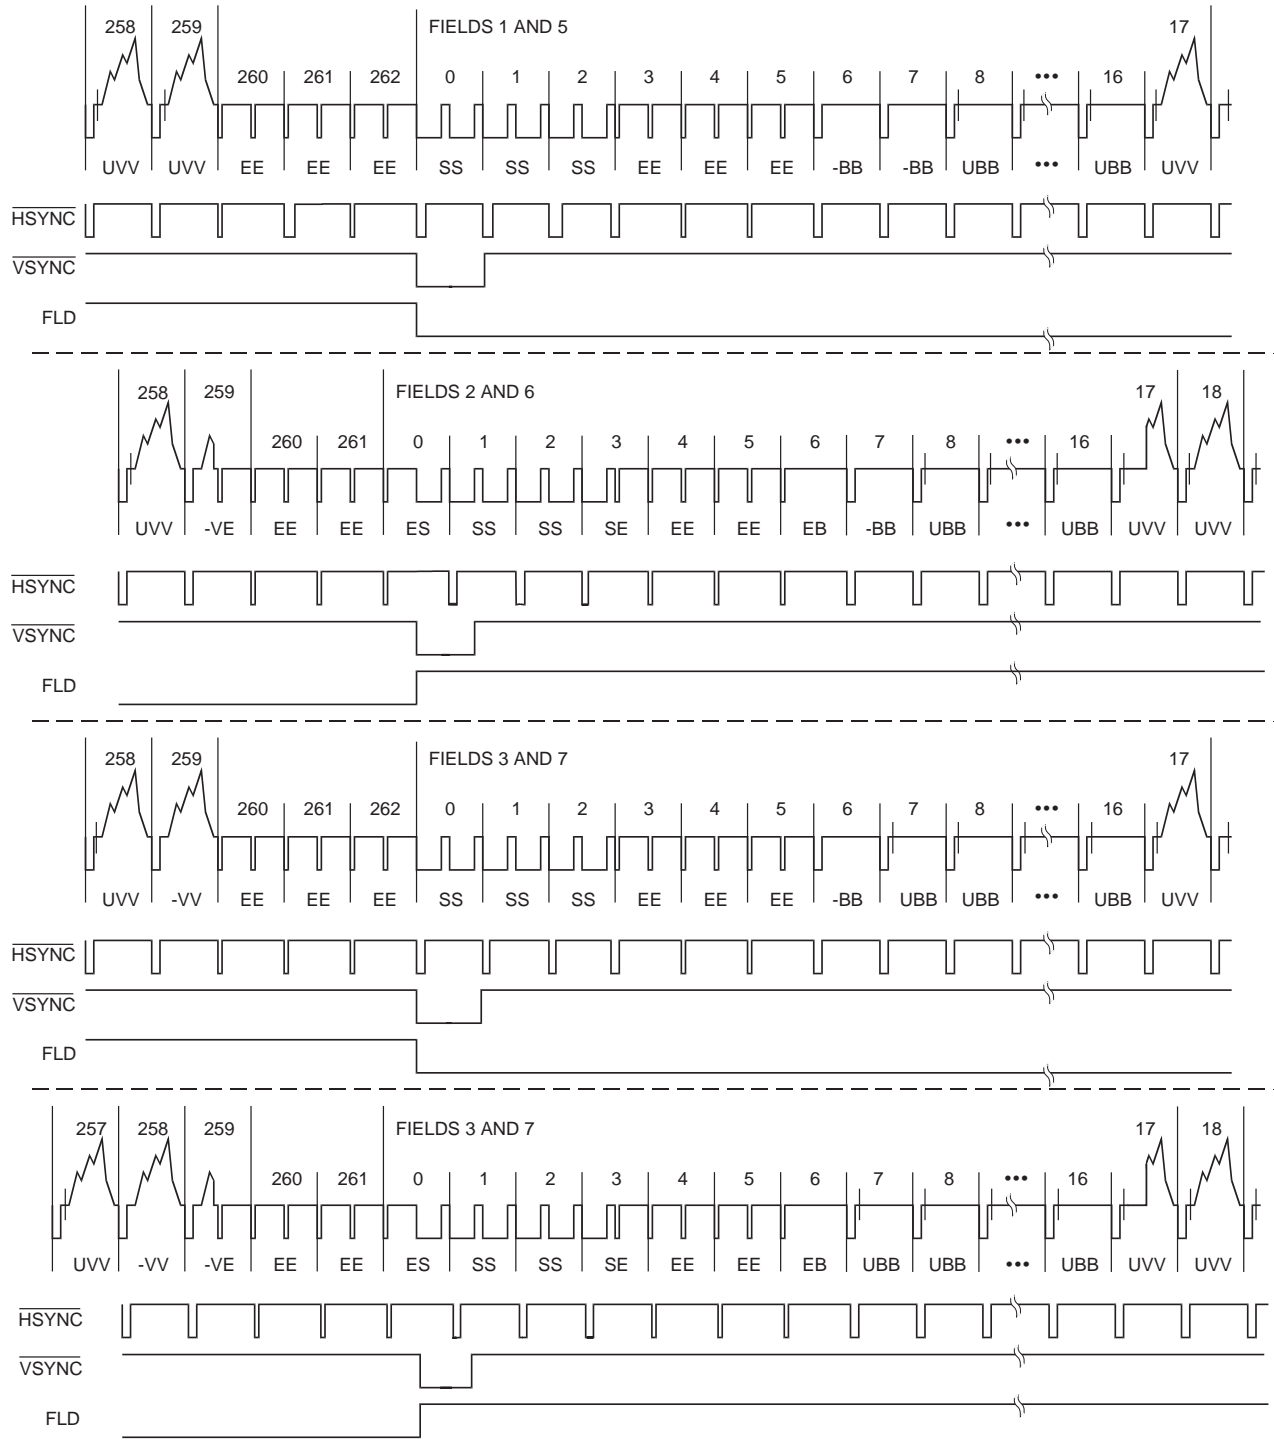 258 259 FIELDS 1 AND 5 17
260 261 262 0 1 2 3 4 5 6 7 8 ••• 16
UVV UVV EE EE EE SS SS SS EE EE EE -BB -BB UBB ••• UBB UVV
HSYNC
VSYNC
FLD
258 259 FIELDS 2 AND 6 17 18
260 261 0 1 2 3 4 5 6 7 8 ••• 16
UVV -VE EE EE ES SS SS SE EE EE EB -BB UBB ••• UBB UVV UVV
HSYNC
VSYNC
FLD
258 259 FIELDS 3 AND 7 17
260 261 262 0 1 2 3 4 5 6 7 8 ••• 16
UVV -VV EE EE EE SS SS SS EE EE EE -BB UBB UBB ••• UBB UVV
HSYNC
VSYNC
FLD
257 258 259 FIELDS 3 AND 7 17 18
260 261 0 1 2 3 4 5 6 7 8 ••• 16
UVV -VV -VE EE EE ES SS SS SE EE EE EB UBB UBB ••• UBB UVV UVV
HSYNC
VSYNC
FLD